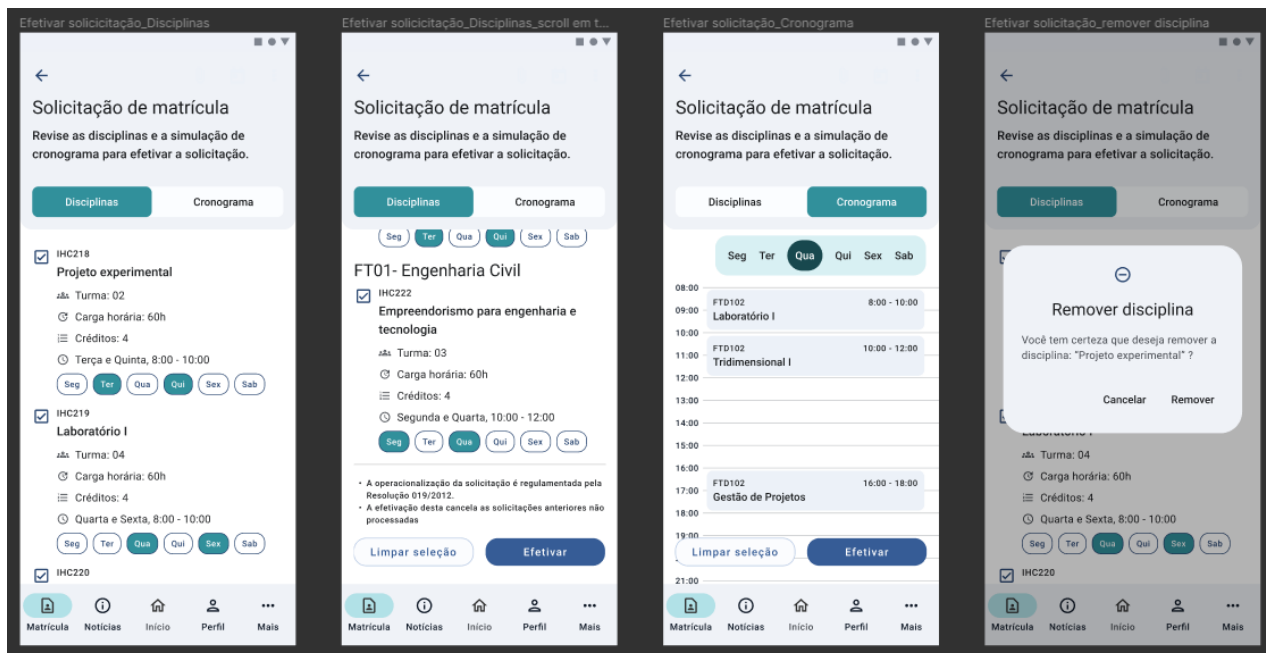 Efetivar solicicitação_Disciplinas
Solicitação de matrícula
Revise as disciplinas e a simulação de
cronograma para efetivar a solicitação.
Disciplinas Cronograma
IHC218
Projeto experimental
Turma: 02
Carga horária: 60h
Créditos: 4
Terça e Quinta, 8:00 - 10:00
Seg Ter Qua Qui Sex Sab
IHC219
Laboratório I
Turma: 04
Carga horária: 60h
Créditos: 4
Quarta e Sexta, 8:00 - 10:00
Seg Ter Qua Qui Sex Sab
IHC220
Matrícula Notícias Início Perfil Mais
Efetivar solicicitação_Disciplinas_scroll em t...
Solicitação de matrícula
Revise as disciplinas e a simulação de
cronograma para efetivar a solicitação.
Disciplinas Cronograma
Seg Ter Qua Qui Sex Sab
FT01- Engenharia Civil
IHC222
Empreendorismo para engenharia e
tecnologia
Turma: 03
Carga horária: 60h
Créditos: 4
Segunda e Quarta, 10:00 - 12:00
Seg Ter Qua Qui Sex Sab
• A operacionalização da solicitação é regulamentada pela
Resolução 019/2012.
• A efetivação desta cancela as solicitações anteriores não
processadas
Limpar seleção Efetivar
Matrícula Notícias Início Perfil Mais
Efetivar solicitação_Cronograma
Solicitação de matrícula
Revise as disciplinas e a simulação de
cronograma para efetivar a solicitação.
Disciplinas Cronograma
Seg Ter Qua Qui Sex Sab
08:00
FTD102 8:00 - 10:00
09:00
Laboratório I
10:00
FTD102 10:00 - 12:00
11:00
Tridimensional I
12:00
13:00
14:00
15:00
16:00
FTD102 16:00 - 18:00
17:00
Gestão de Projetos
18:00
19:00
Limpar seleção Efetivar
21:00
Matrícula Notícias Início Perfil Mais
Efetivar solicitação_remover disciplina
Solicitação de matrícula
Revise as disciplinas e a simulação de
cronograma para efetivar a solicitação.
Disciplinas Cronograma
Remover disciplina
Você tem certeza que deseja remover a
disciplina: “Projeto experimental” ?
Cancelar Remover
Laboratório I
Turma: 04
Carga horária: 60h
Créditos: 4
Quarta e Sexta, 8:00 - 10:00
Seg Ter Qua Qui Sex Sab
IHC220
Matrícula Notícias Início Perfil Mais